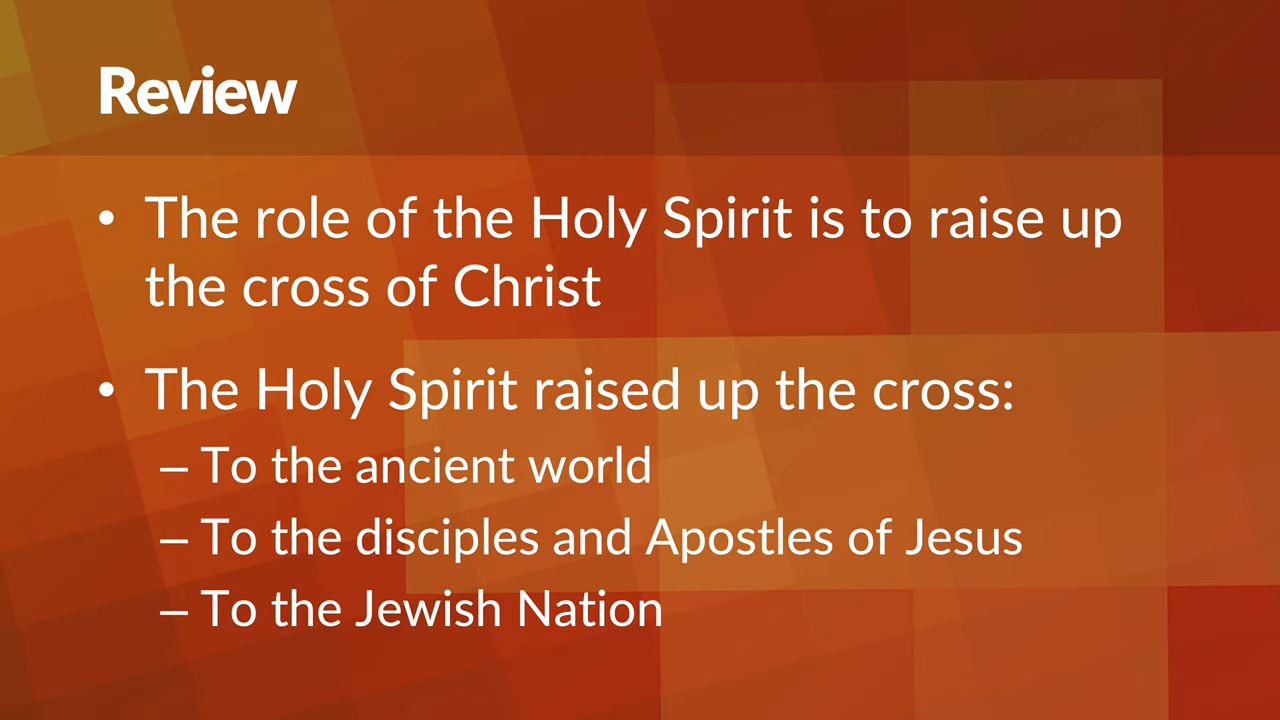 Review
• The role of the Holy Spirit is to raise up
the cross of Christ
• The Holy Spirit raised up the cross:
– To the ancient world
– To the disciples and Apostles of Jesus
– To the Jewish Nation